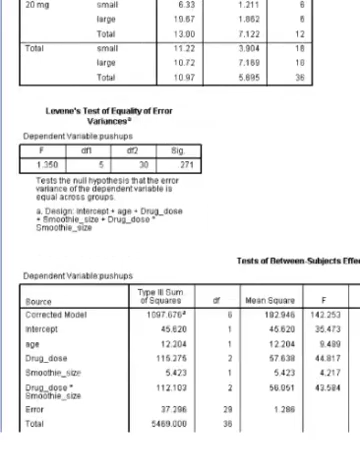 20 mg small 6.33 1.211 6
large 19.67 1.862 6
Total 13.00 7.122 12
Total small 11.22 3.904 18
large 10.72 7.169 18
Total 10.97 5.695 36
Levene's Test of Equality of Error
Variancesª
Dependent Variable:pushups
F df1 df2 Sig.
1.350 5 30 .271
Tests the null hypothesis that the error
variance of the dependent variable is
equal across groups.
a. Design: Intercept + age + Drug_dose
+ Smoothie_size + Drug_dose *
Smoothie_size
Tests of Between-Subjects Effe
Dependent Variable:pushups
Source Type III Sum of Squares df Mean Square F
Corrected Model 1097.676ª 6 182.946 142.253
Intercept 45.620 1 45.620 35.473
age 12.204 1 12.204 9.489
Drug_dose 115.275 2 57.638 44.817
Smoothie_size 5.423 1 5.423 4.217
Drug_dose * Smoothie_size 112.103 2 56.051 43.584
Error 37.296 29 1.286
Total 5469.000 36